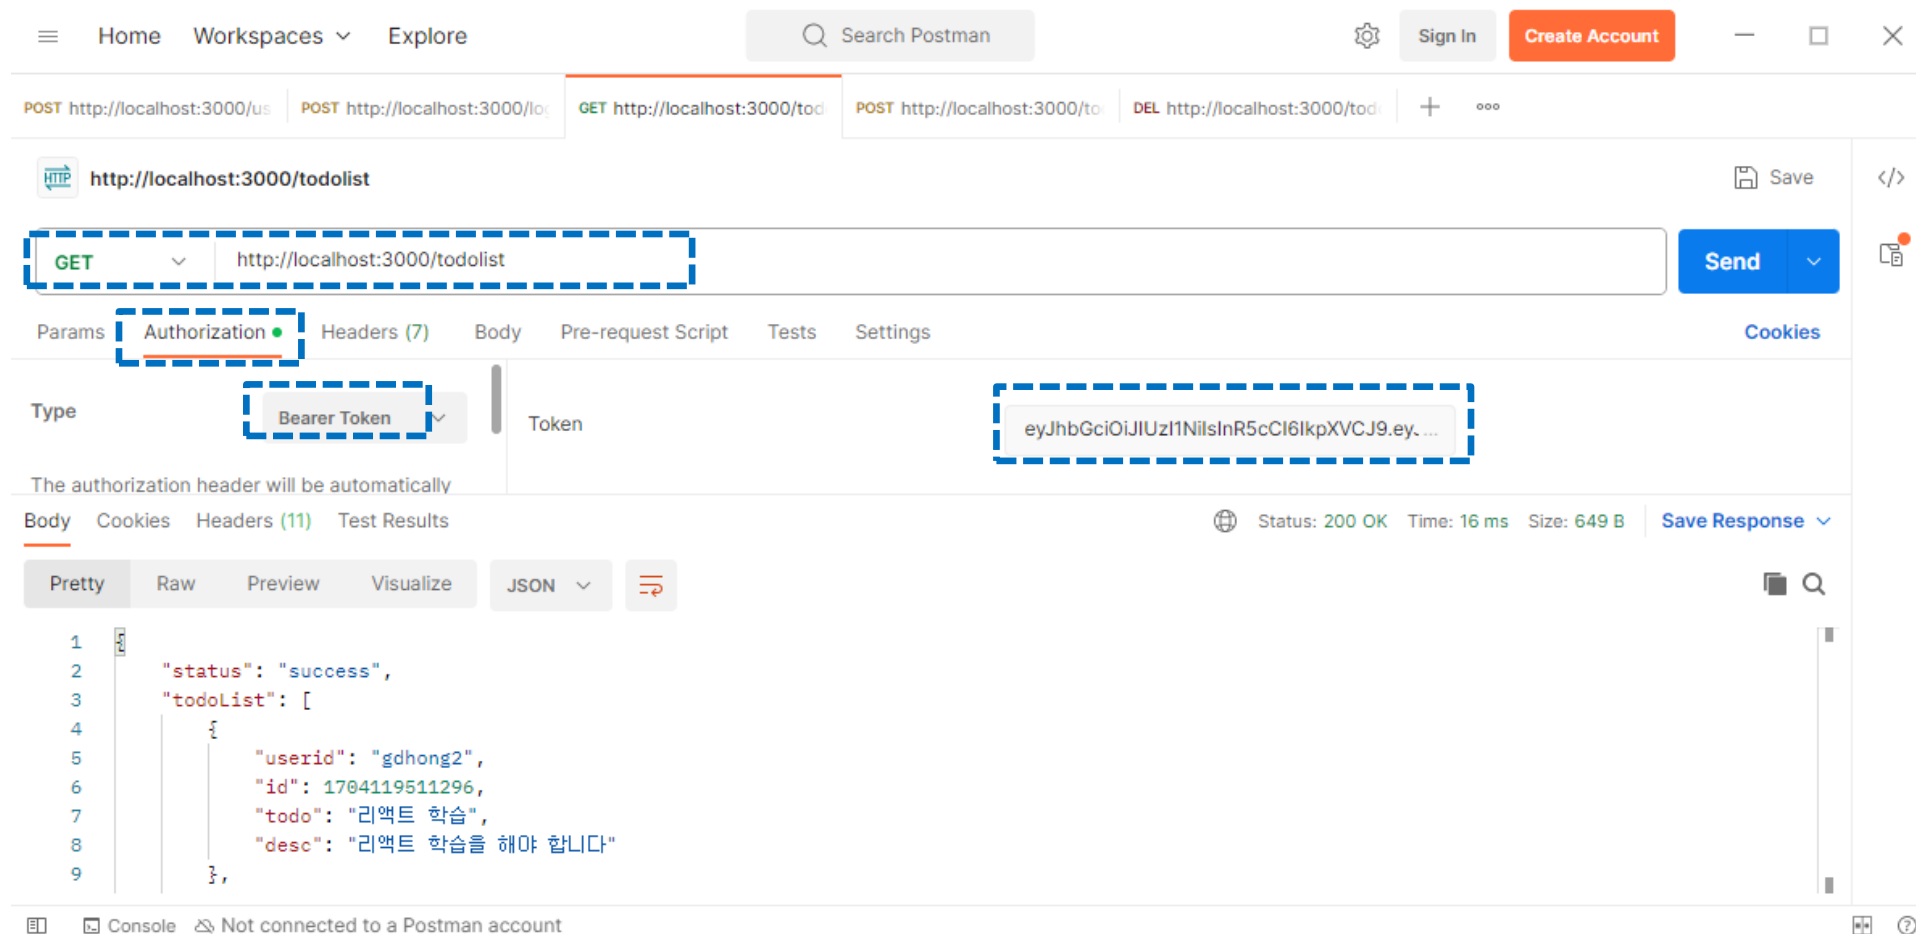 Home Workspaces Explore Search Postman Sign In Create Account
POST http://localhost:3000/us POST http://localhost:3000/log GET http://localhost:3000/tod POST http://localhost:3000/to DEL http://localhost:3000/tod
HTTP http://localhost:3000/todolist Save </>
GET http://localhost:3000/todolist Send
Params Authorization Headers (7) Body Pre-request Script Tests Settings Cookies
Type Bearer Token Token eyJhbGciOiJIUzI1NiIsInR5cCI6IkpXVCJ9.eyJ...
The authorization header will be automatically
Body Cookies Headers (11) Test Results Status: 200 OK Time: 16 ms Size: 649 B Save Response
Pretty Raw Preview Visualize JSON
1 {
2 "status": "success",
3 "todoList": [
4 {
5 "userid": "gdhong2",
6 "id": 1704119511296,
7 "todo": "리액트 학습",
8 "desc": "리액트 학습을 해야 합니다"
9 },
Console Not connected to a Postman account